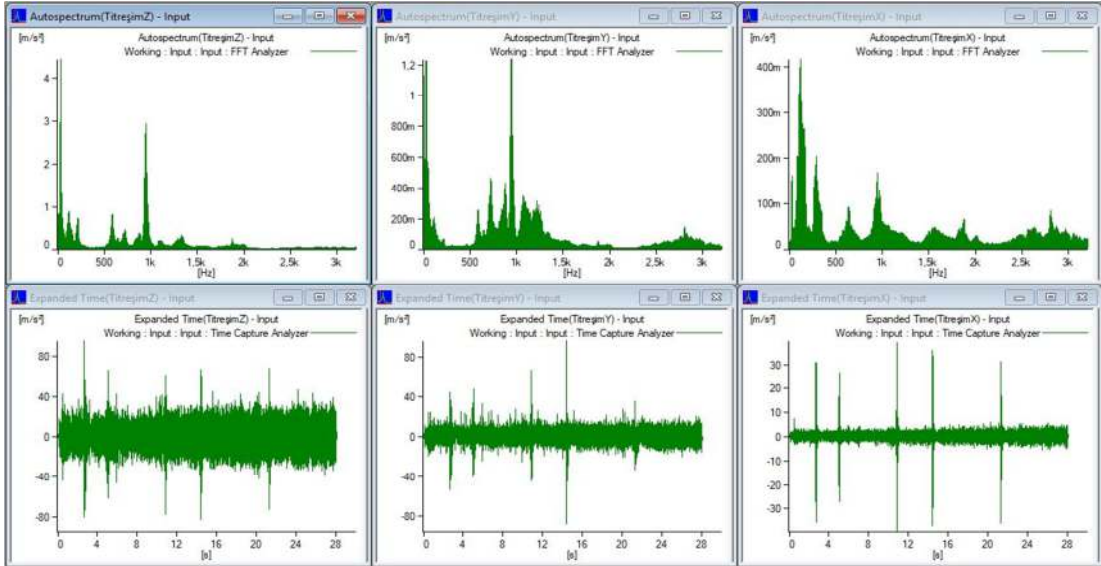 Autospectrum(TitreşimZ) - Input
[m/s²]
Autospectrum(TitreşimZ) - Input
Working : Input : Input : FFT Analyzer
4
3
2
1
0
0 500 1k 1,5k 2k 2,5k 3k
[Hz]
Autospectrum(TitreşimY) - Input
[m/s²]
Autospectrum(TitreşimY) - Input
Working : Input : Input : FFT Analyzer
1,2
1
800m
600m
400m
200m
0
0 500 1k 1,5k 2k 2,5k 3k
[Hz]
Autospectrum(TitreşimX) - Input
[m/s²]
Autospectrum(TitreşimX) - Input
Working : Input : Input : FFT Analyzer
400m
300m
200m
100m
0
0 500 1k 1,5k 2k 2,5k 3k
[Hz]
Expanded Time(TitreşimZ) - Input
[m/s²]
Expanded Time(TitreşimZ) - Input
Working : Input : Input : Time Capture Analyzer
80
40
0
-40
-80
0 4 8 12 16 20 24 28
[s]
Expanded Time(TitreşimY) - Input
[m/s²]
Expanded Time(TitreşimY) - Input
Working : Input : Input : Time Capture Analyzer
80
40
0
-40
-80
0 4 8 12 16 20 24 28
[s]
Expanded Time(TitreşimX) - Input
[m/s²]
Expanded Time(TitreşimX) - Input
Working : Input : Input : Time Capture Analyzer
30
20
10
0
-10
-20
-30
0 4 8 12 16 20 24 28
[s]